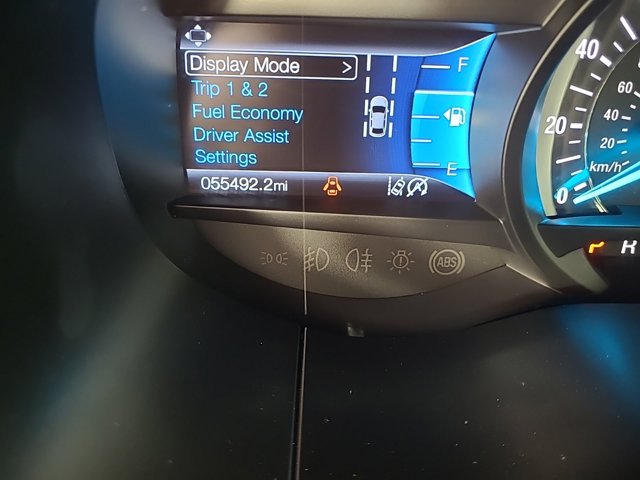 Display Mode >
Trip 1 & 2
Fuel Economy
Driver Assist
Settings
055492.2mi
F
E
40
20
0
60
40
20
km/h
ABS